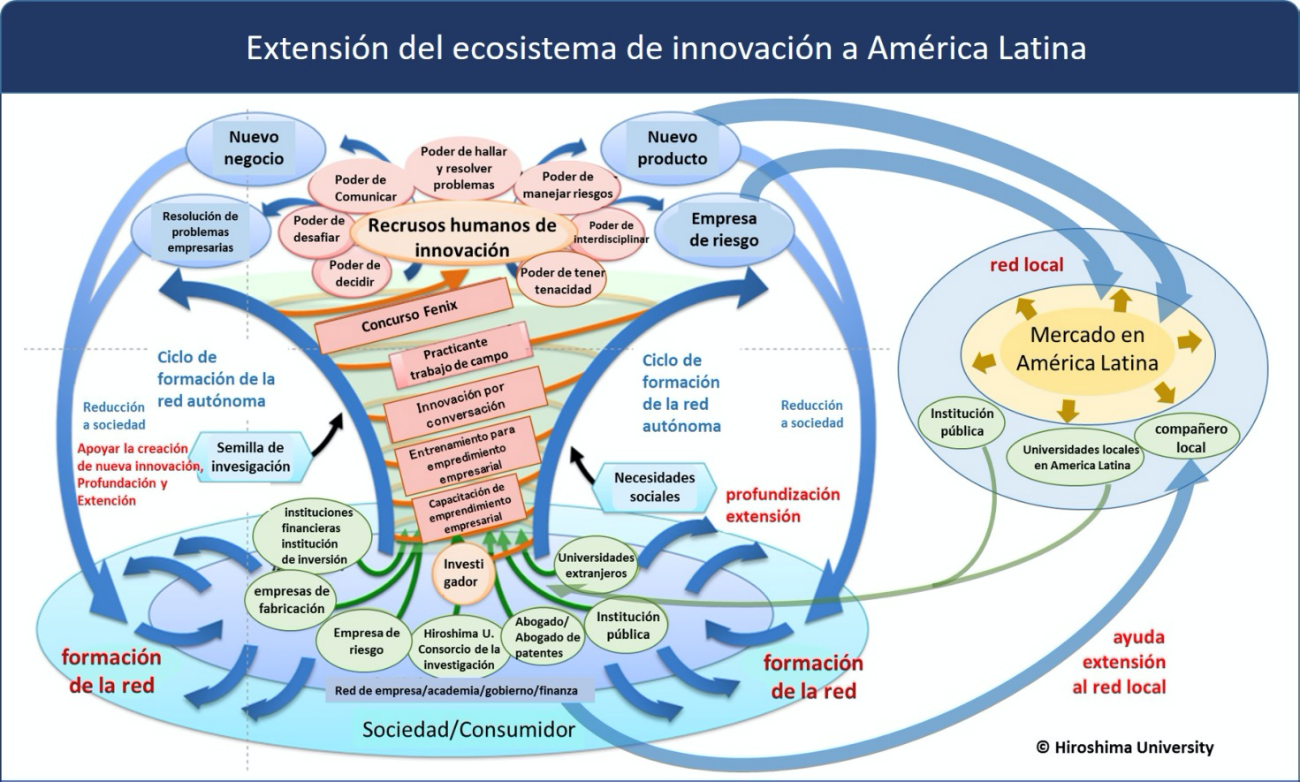 Extensión del ecosistema de innovación a América Latina
Nuevo
negocio
Resolución de
problemas
empresarias
Poder de
Comunicar
Poder de hallar
y resolver
problemas
Poder de
manejar riesgos
Poder de
desafiar
Recrusos humanos de
innovación
Poder de
interdisciplinar
Poder de
decidir
Poder de tener
tenacidad
Nuevo
producto
Empresa
de riesgo
Concurso Fenix
Practicante
trabajo de campo
Innovación por
conversación
Entrenamiento para
empredimiento
empresarial
Capacitación de
emprendimiento
empresarial
Ciclo de
formación de la
red autónoma
Reducción
a sociedad
Apoyar la creación
de nueva innovación,
Profundación y
Extención
Semilla de
invesigación
Ciclo de
formación
de la red
autónoma
Reducción
a sociedad
Necesidades
sociales
profundización
extensión
instituciones
financieras
institución
de inversión
empresas de
fabricación
Empresa de
riesgo
Hiroshima U.
Consorcio de la
investigación
Investi
gador
Abogado/
Abogado de
patentes
Universidades
extranjeros
Institución
pública
formación
de la red
formación
de la red
Red de empresa/academia/gobierno/finanza
Sociedad/Consumidor
red local
Mercado en
América Latina
Institución
pública
Universidades locales
en America Latina
compañero
local
ayuda
extensión
al red local
© Hiroshima University